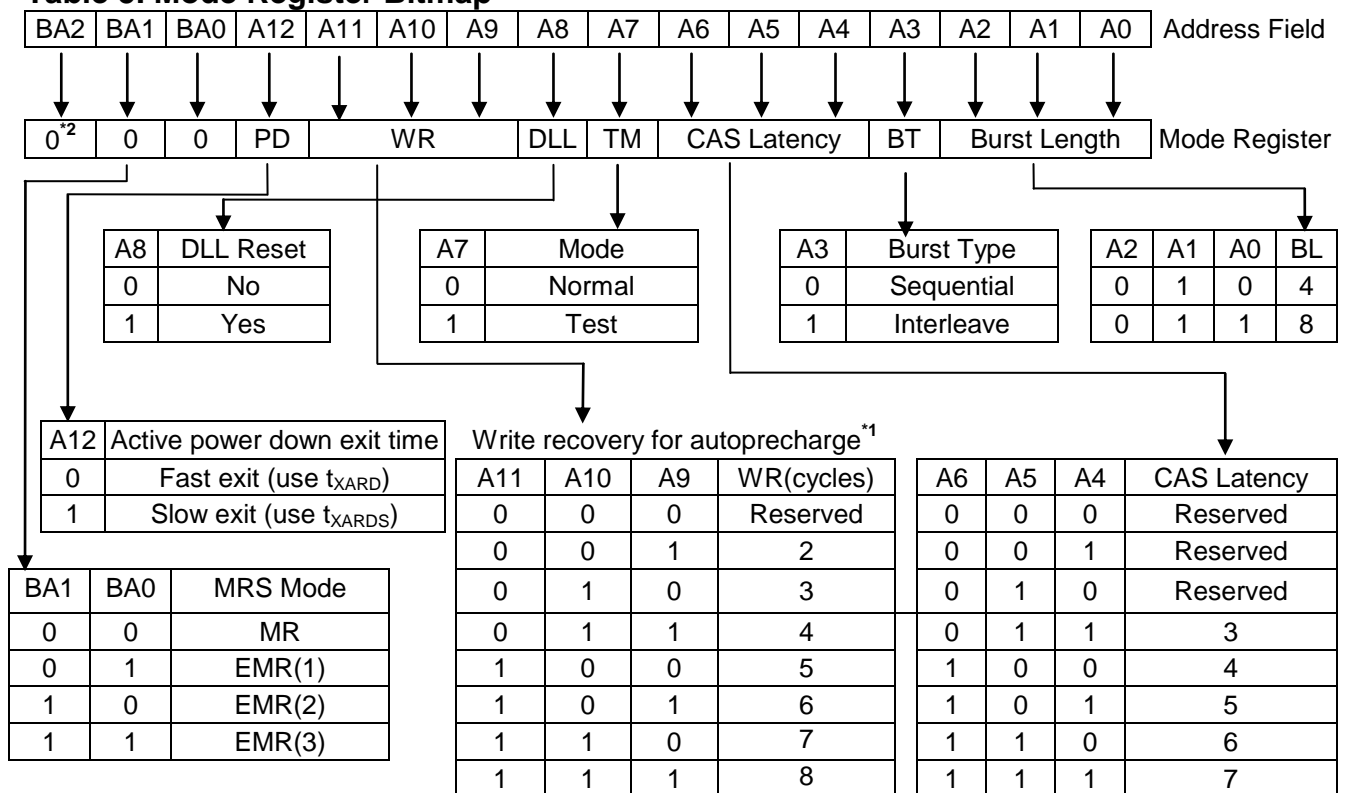 Table 3. Mode Register Bitmap
BA2 BA1 BA0 A12 A11 A10 A9 A8 A7 A6 A5 A4 A3 A2 A1 A0 Address Field
0*2 0 0 PD WR DLL TM CAS Latency BT Burst Length Mode Register
A8 DLL Reset
0 No
1 Yes
A7 Mode
0 Normal
1 Test
A3 Burst Type
0 Sequential
1 Interleave
A2 A1 A0 BL
0 1 0 4
0 1 1 8
A12 Active power down exit time
0 Fast exit (use tXARD)
1 Slow exit (use tXARDS)
BA1 BA0 MRS Mode
0 0 MR
0 1 EMR(1)
1 0 EMR(2)
1 1 EMR(3)
Write recovery for autoprecharge*1
A11 A10 A9 WR(cycles)
0 0 0 Reserved
0 0 1 2
0 1 0 3
0 1 1 4
1 0 0 5
1 0 1 6
1 1 0 7
1 1 1 8
A6 A5 A4 CAS Latency
0 0 0 Reserved
0 0 1 Reserved
0 1 0 Reserved
0 1 1 3
1 0 0 4
1 0 1 5
1 1 0 6
1 1 1 7